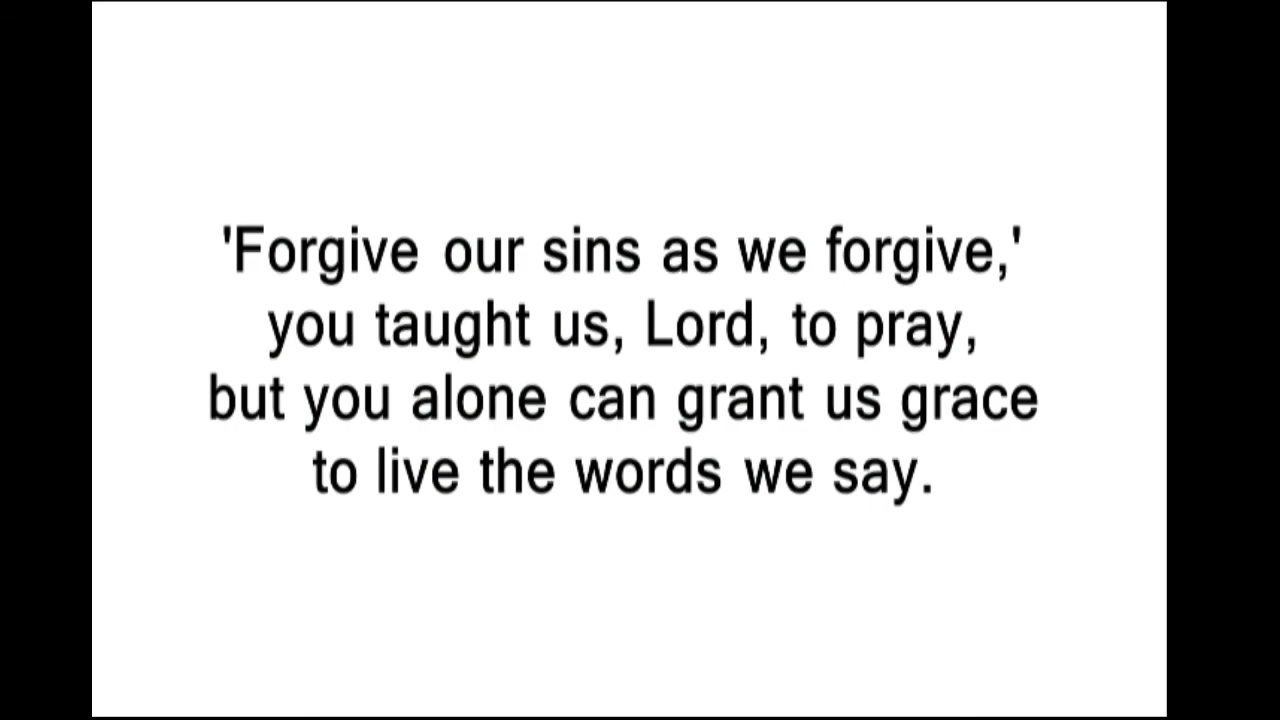 'Forgive our sins as we forgive,'
you taught us, Lord, to pray,
but you alone can grant us grace
to live the words we say.